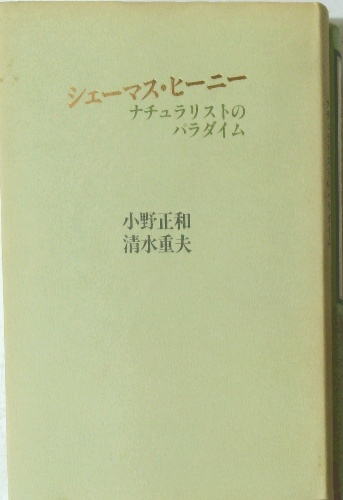 シェーマス・ヒーニー
ナチュラリストの
パラダイム
小野正和
清水重夫